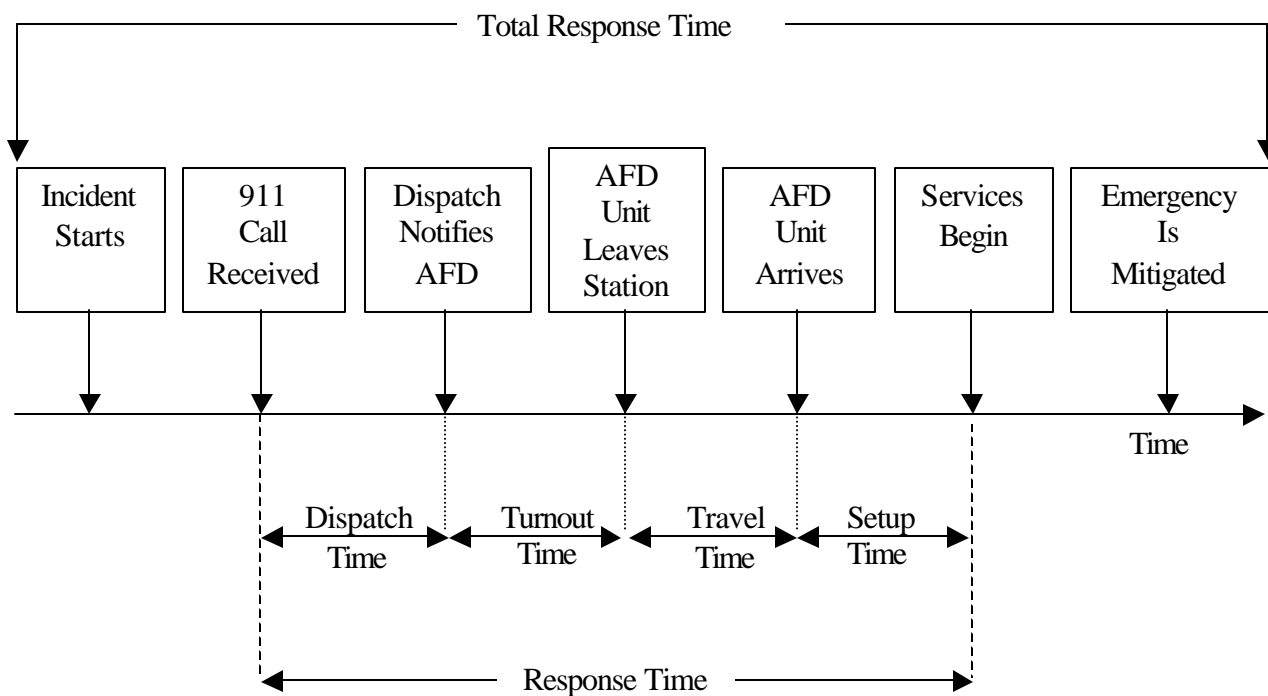 Total Response Time
Incident
Starts
911
Call
Received
Dispatch
Notifies
AFD
AFD
Unit
Leaves
Station
AFD
Unit
Arrives
Services
Begin
Emergency
Is
Mitigated
Time
Dispatch
Time
Turnout
Time
Travel
Time
Setup
Time
Response Time